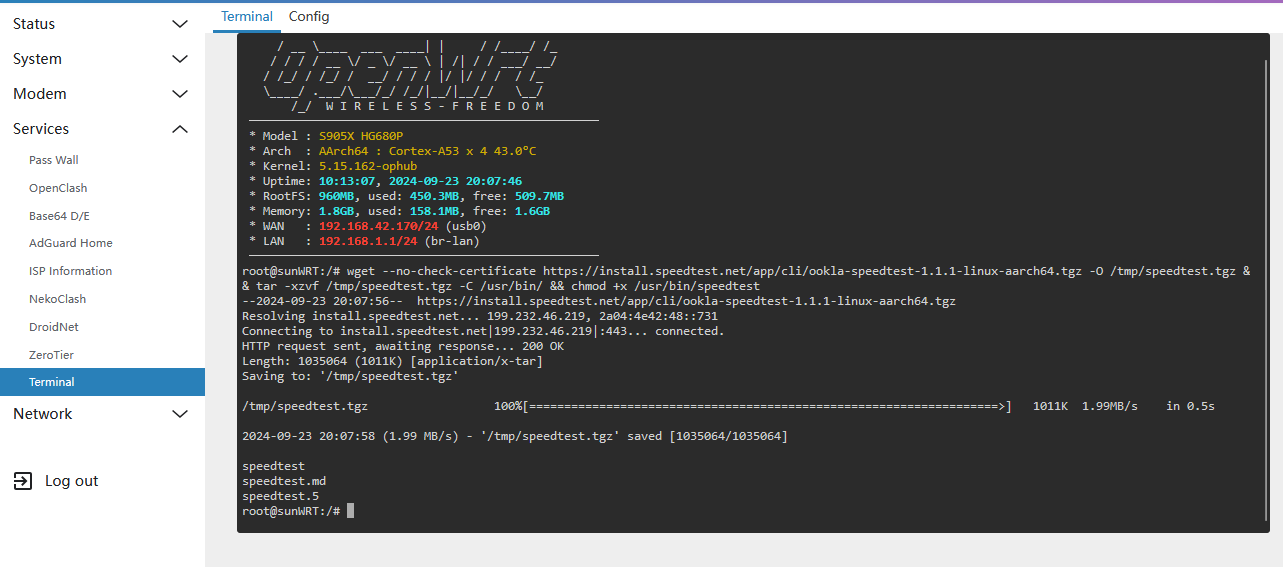 Status
System
Modem
Services
Pass Wall
OpenClash
Base64 D/E
AdGuard Home
ISP Information
NekoClash
DroidNet
ZeroTier
Terminal
Network
Log out
Terminal Config
W I R E L E S S - F R E E D O M
* Model : S905X HG680P
* Arch : AArch64 : Cortex-A53 x 4 43.0°C
* Kernel: 5.15.162-ophub
* Uptime: 10:13:07, 2024-09-23 20:07:46
* RootFS: 960MB, used: 450.3MB, free: 509.7MB
* Memory: 1.8GB, used: 158.1MB, free: 1.6GB
* WAN : 192.168.42.170/24 (usb0)
* LAN : 192.168.1.1/24 (br-lan)
root@sunWRT:/# wget --no-check-certificate https://install.speedtest.net/app/cli/ookla-speedtest-1.1.1-linux-aarch64.tgz -O /tmp/speedtest.tgz &
& tar -xzvf /tmp/speedtest.tgz -C /usr/bin/ && chmod +x /usr/bin/speedtest
--2024-09-23 20:07:56-- https://install.speedtest.net/app/cli/ookla-speedtest-1.1.1-linux-aarch64.tgz
Resolving install.speedtest.net... 199.232.46.219, 2a04:4e42:48::731
Connecting to install.speedtest.net|199.232.46.219|:443... connected.
HTTP request sent, awaiting response... 200 OK
Length: 1035064 (1011K) [application/x-tar]
Saving to: '/tmp/speedtest.tgz'
/tmp/speedtest.tgz 100%[===================================================================>] 1011K 1.99MB/s in 0.5s
2024-09-23 20:07:58 (1.99 MB/s) - '/tmp/speedtest.tgz' saved [1035064/1035064]
speedtest
speedtest.md
speedtest.5
root@sunWRT:/#